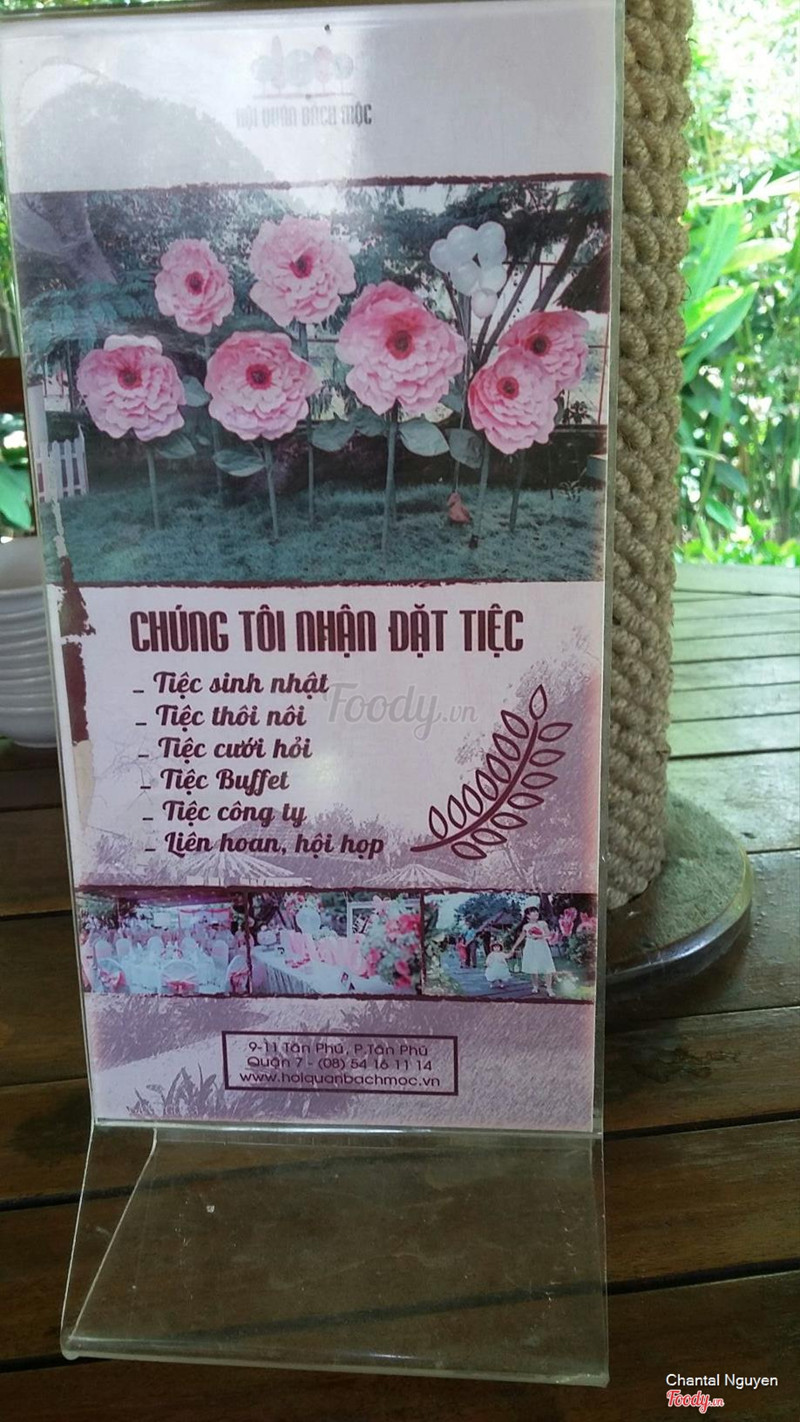 HỘI QUÁN BÁCH MỘC
CHÚNG TÔI NHẬN ĐẶT TIỆC
_ Tiệc sinh nhật
_ Tiệc thôi nôi
_ Tiệc cưới hỏi
_ Tiệc Buffet
_ Tiệc công ty
_ Liên hoan, hội họp
Foody.vn
9-11 Tân Phú, P.Tân Phú
Quận 7 - (08) 54 16 11 14
www.hoiquanbachmoc.vn
Chantal Nguyen
Foody.vn